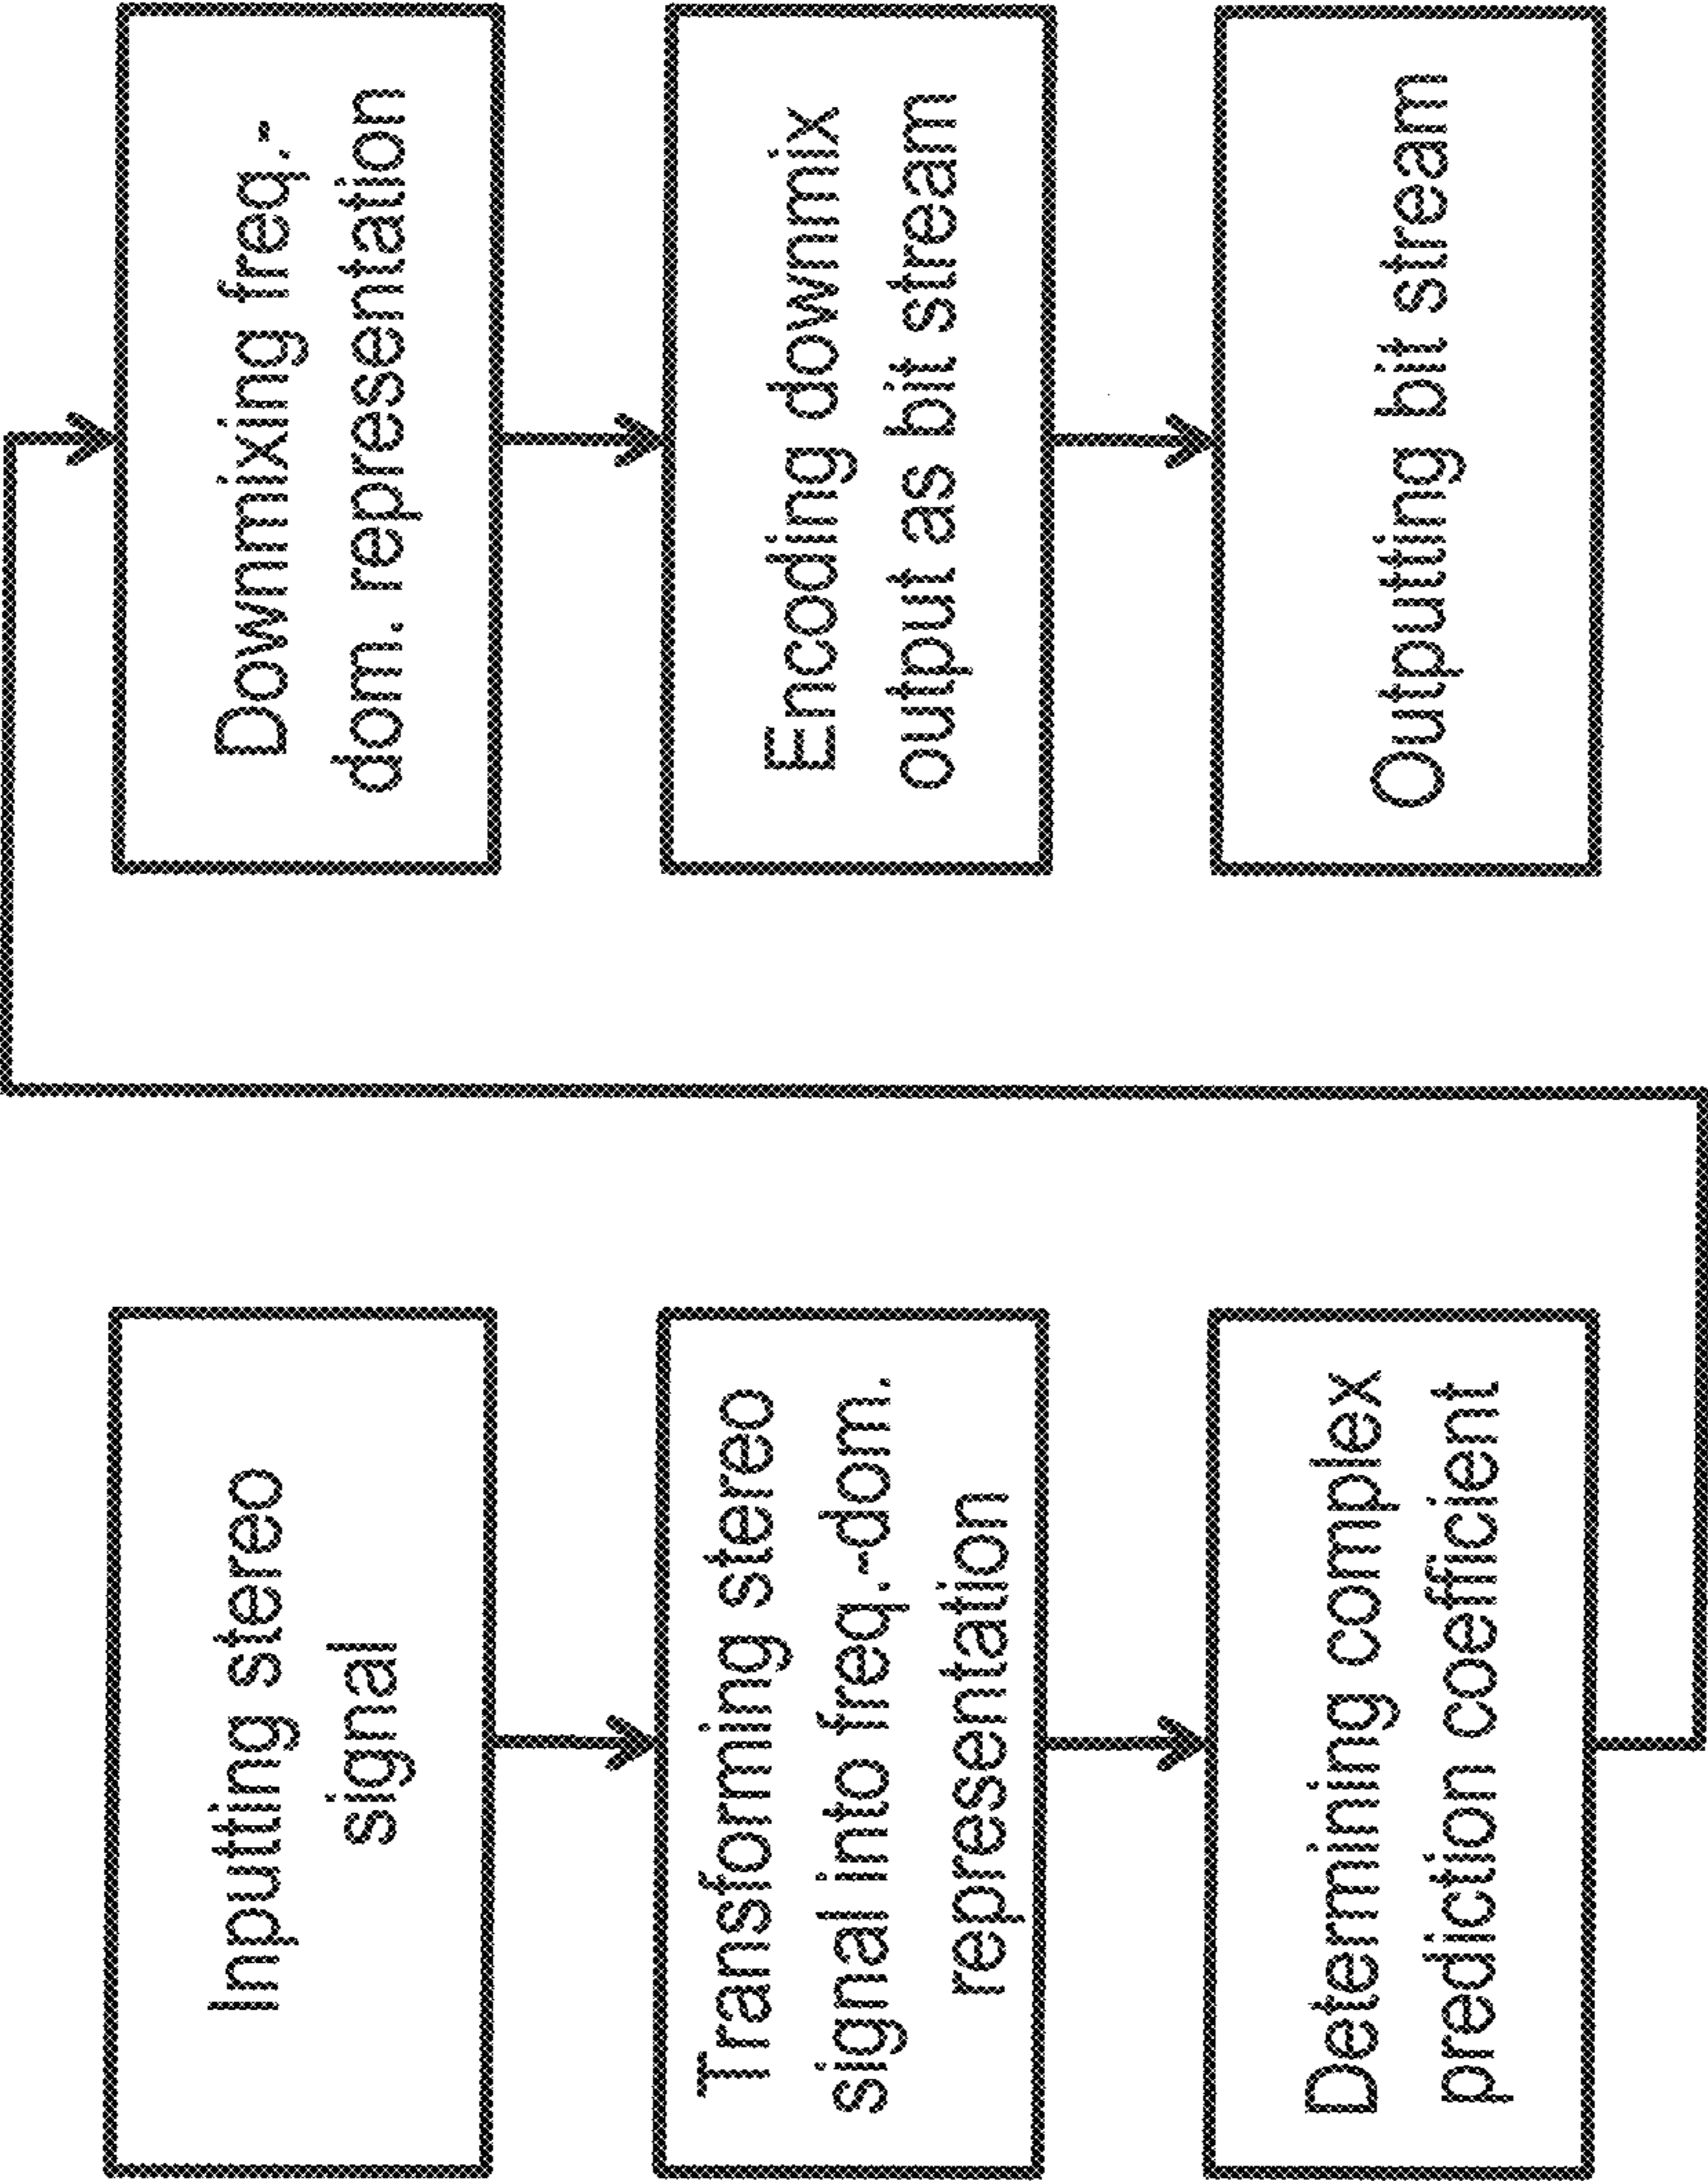 Inputting stereo
signal
Transforming stereo
signal into freq.-dom.
representation
Determining complex
prediction coefficient
Downmixing freq.-
dom. representation
Encoding downmix
output as bit stream
Outputting bit stream